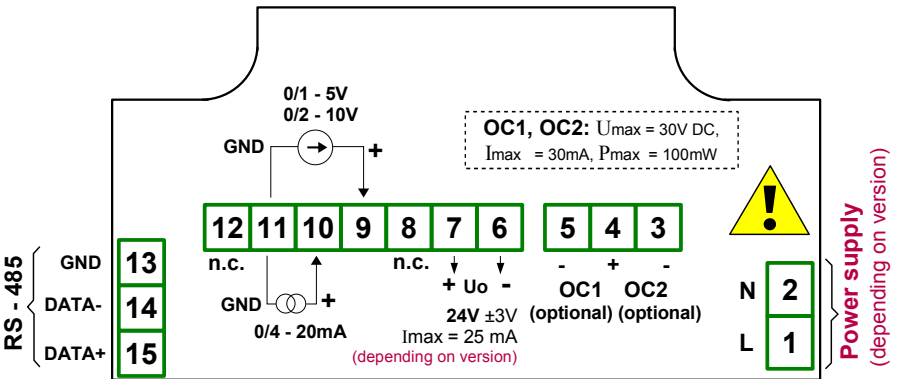 0/1 - 5V
0/2 - 10V
GND
+
OC1, OC2: Umax = 30V DC,
Imax = 30mA, Pmax = 100mW
!
12 11 10 9 8 7 6
5 4 3
n.c.
n.c.
+ Uo -
- + -
OC1 OC2
(optional) (optional)
GND
+
0/4 - 20mA
24V ±3V
Imax = 25 mA
(depending on version)
RS - 485
GND 13
DATA- 14
DATA+ 15
N 2
L 1
Power supply
(depending on version)